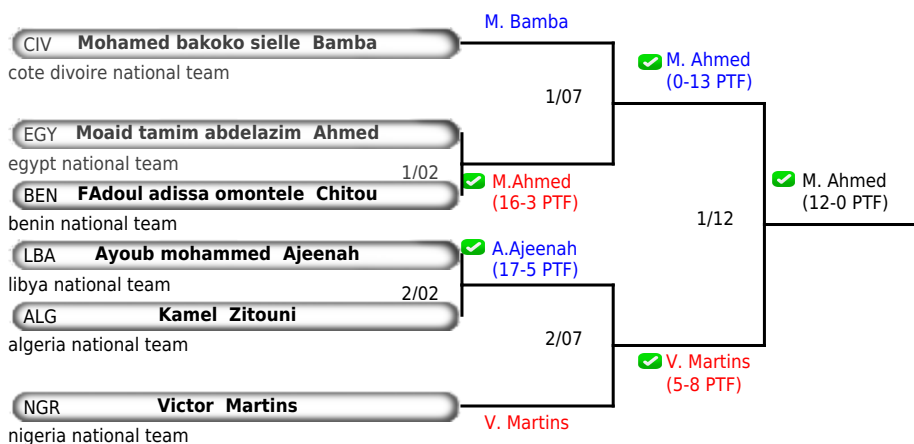 M. Bamba
CIV Mohamed bakoko sielle Bamba
cote divoire national team
M. Ahmed
(0-13 PTF)
1/07
EGY Moaid tamim abdelazim Ahmed
egypt national team
1/02
M.Ahmed
(16-3 PTF)
M. Ahmed
(12-0 PTF)
BEN FAdoul adissa omontele Chitou
benin national team
1/12
LBA Ayoub mohammed Ajeenah
A.Ajeenah
(17-5 PTF)
libya national team
2/02
ALG Kamel Zitouni
algeria national team
2/07
V. Martins
(5-8 PTF)
NGR Victor Martins
V. Martins
nigeria national team